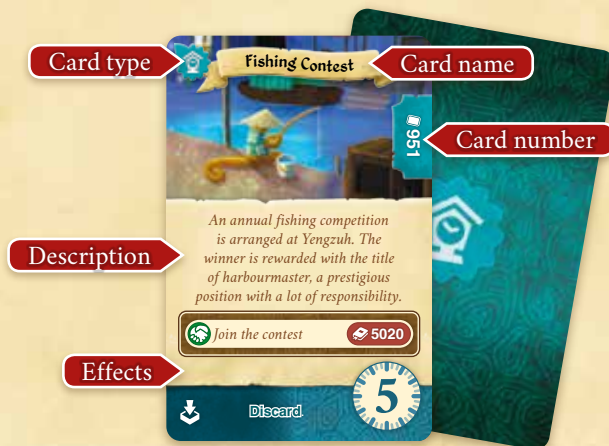 Card type
Fishing Contest
Card name
951
Card number
An annual fishing competition
is arranged at Yengzuh. The
winner is rewarded with the title
of harbourmaster, a prestigious
position with a lot of responsibility.
Description
Join the contest
5020
Effects
Discard
5